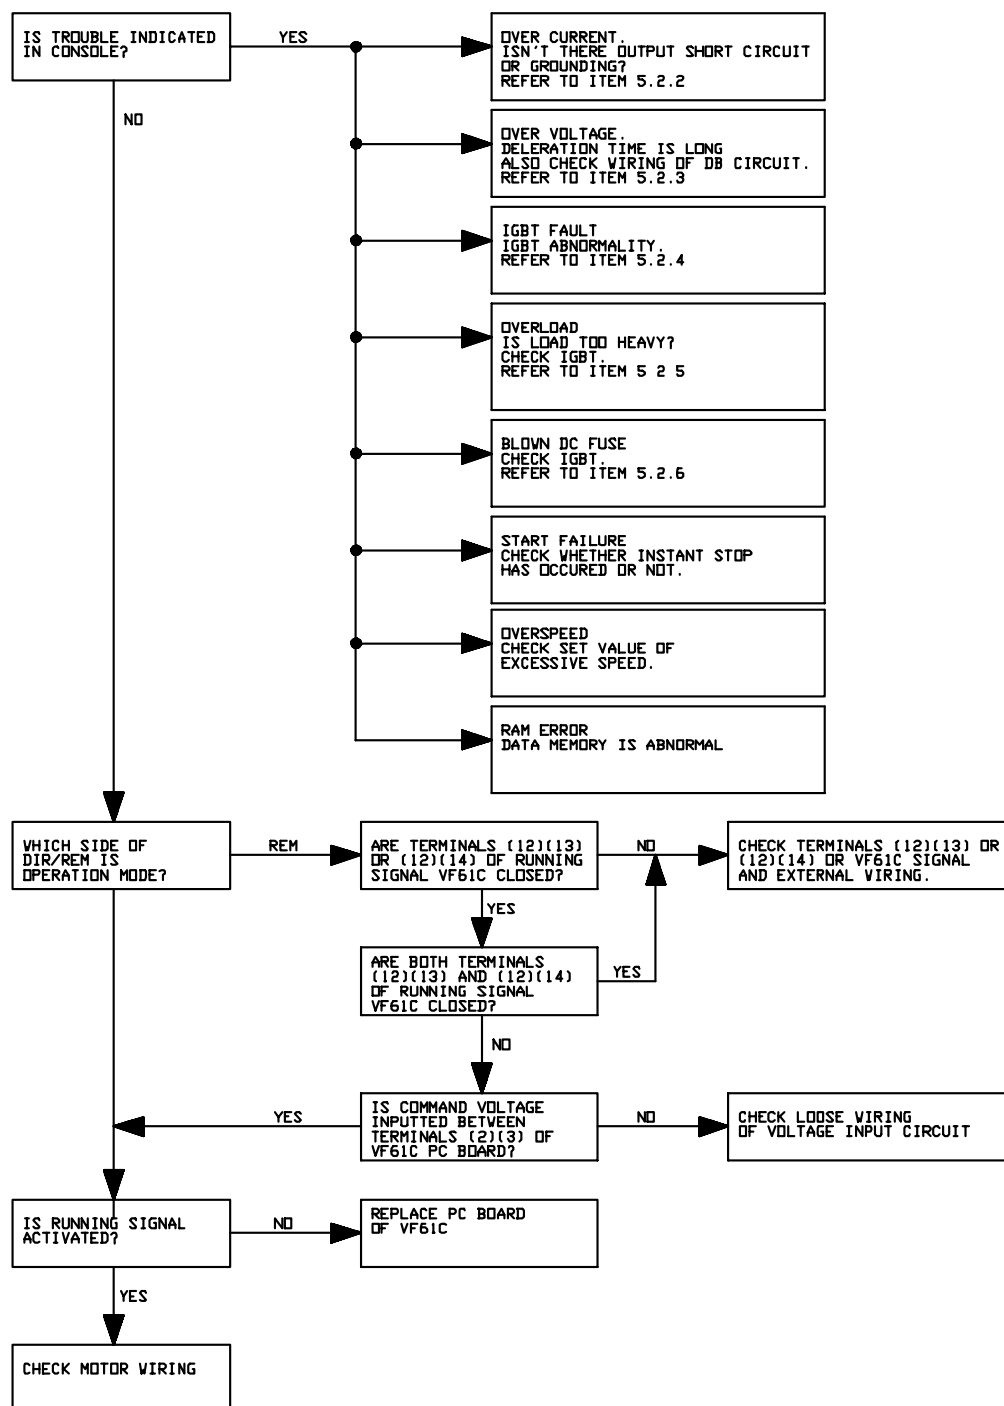 IS TROUBLE INDICATED
IN CONSOLE?
YES
NO
OVER CURRENT.
ISN'T THERE OUTPUT SHORT CIRCUIT
OR GROUNDING?
REFER TO ITEM 5.2.2
OVER VOLTAGE.
DELERATION TIME IS LONG
ALSO CHECK WIRING OF DB CIRCUIT.
REFER TO ITEM 5.2.3
IGBT FAULT
IGBT ABNORMALITY.
REFER TO ITEM 5.2.4
OVERLOAD
IS LOAD TOO HEAVY?
CHECK IGBT.
REFER TO ITEM 5 2 5
BLOWN DC FUSE
CHECK IGBT.
REFER TO ITEM 5.2.6
START FAILURE
CHECK WHETHER INSTANT STOP
HAS OCCURED OR NOT.
OVERSPEED
CHECK SET VALUE OF
EXCESSIVE SPEED.
RAM ERROR
DATA MEMORY IS ABNORMAL
WHICH SIDE OF
DIR/REM IS
OPERATION MODE?
REM
ARE TERMINALS (12)(13)
OR (12)(14) OF RUNNING
SIGNAL VF61C CLOSED?
NO
CHECK TERMINALS (12)(13) OR
(12)(14) OR VF61C SIGNAL
AND EXTERNAL WIRING.
YES
ARE BOTH TERMINALS
(12)(13) AND (12)(14)
OF RUNNING SIGNAL
VF61C CLOSED?
YES
NO
IS COMMAND VOLTAGE
INPUTTED BETWEEN
TERMINALS (2)(3) OF
VF61C PC BOARD?
YES
NO
CHECK LOOSE WIRING
OF VOLTAGE INPUT CIRCUIT
IS RUNNING SIGNAL
ACTIVATED?
NO
REPLACE PC BOARD
OF VF61C
YES
CHECK MOTOR WIRING